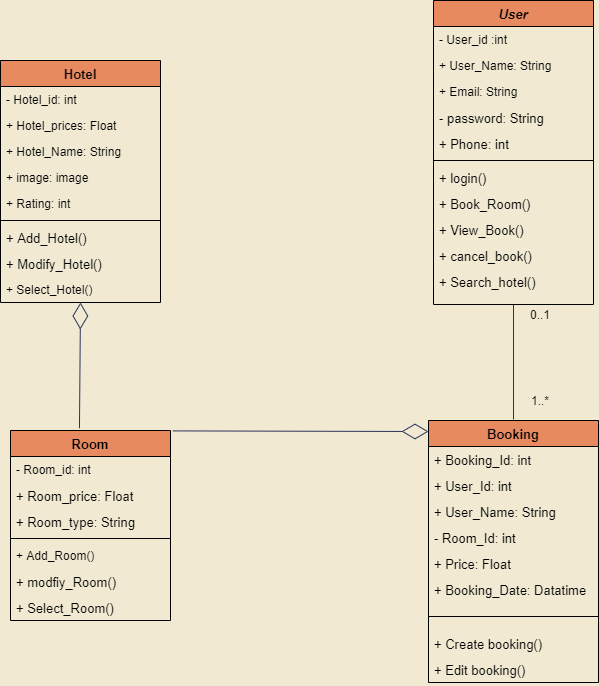 User
- User_id :int
+ User_Name: String
+ Email: String
- password: String
+ Phone: int
+ login()
+ Book_Room()
+ View_Book()
+ cancel_book()
+ Search_hotel()
Hotel
- Hotel_id: int
+ Hotel_prices: Float
+ Hotel_Name: String
+ image: image
+ Rating: int
+ Add_Hotel()
+ Modify_Hotel()
+ Select_Hotel()
0..1
1..*
Room
- Room_id: int
+ Room_price: Float
+ Room_type: String
+ Add_Room()
+ modfiy_Room()
+ Select_Room()
Booking
+ Booking_Id: int
+ User_Id: int
+ User_Name: String
- Room_Id: int
+ Price: Float
+ Booking_Date: Datatime
+ Create booking()
+ Edit booking()